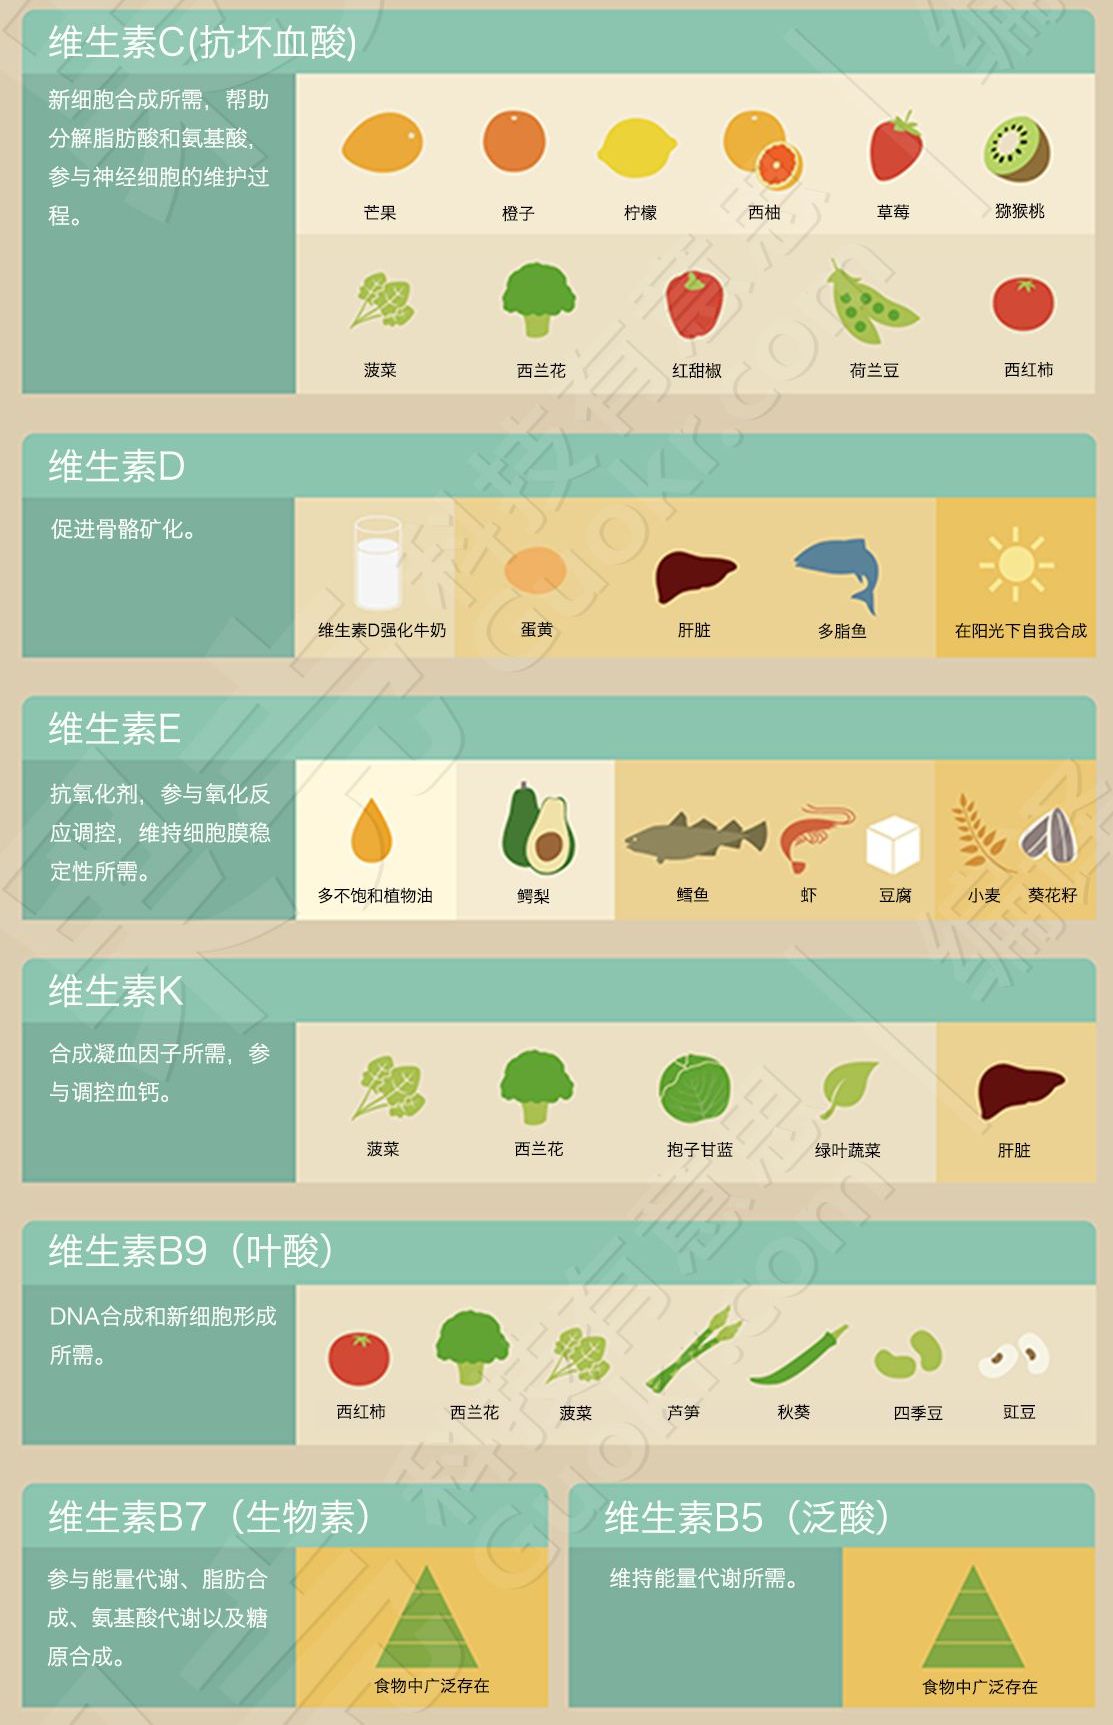 维生素C(抗坏血酸)
新细胞合成所需，帮助
分解脂肪酸和氨基酸，
参与神经细胞的维护过
程。
芒果 橙子 柠檬 西柚 草莓 猕猴桃
菠菜 西兰花 红甜椒 荷兰豆 西红柿
维生素D
促进骨骼矿化。
维生素D强化牛奶 蛋黄 肝脏 多脂鱼 在阳光下自我合成
维生素E
抗氧化剂，参与氧化反
应调控，维持细胞膜稳
定性所需。
多不饱和植物油 鳄梨 鳕鱼 虾 豆腐 小麦 葵花籽
维生素K
合成凝血因子所需，参
与调控血钙。
菠菜 西兰花 抱子甘蓝 绿叶蔬菜 肝脏
维生素B9（叶酸）
DNA合成和新细胞形成
所需。
西红柿 西兰花 菠菜 芦笋 秋葵 四季豆 豇豆
维生素B7（生物素）
参与能量代谢、脂肪合
成、氨基酸代谢以及糖
原合成。
食物中广泛存在
维生素B5（泛酸）
维持能量代谢所需。
食物中广泛存在
科技有意思
Guokr.com
科技有意思
Guokr.com